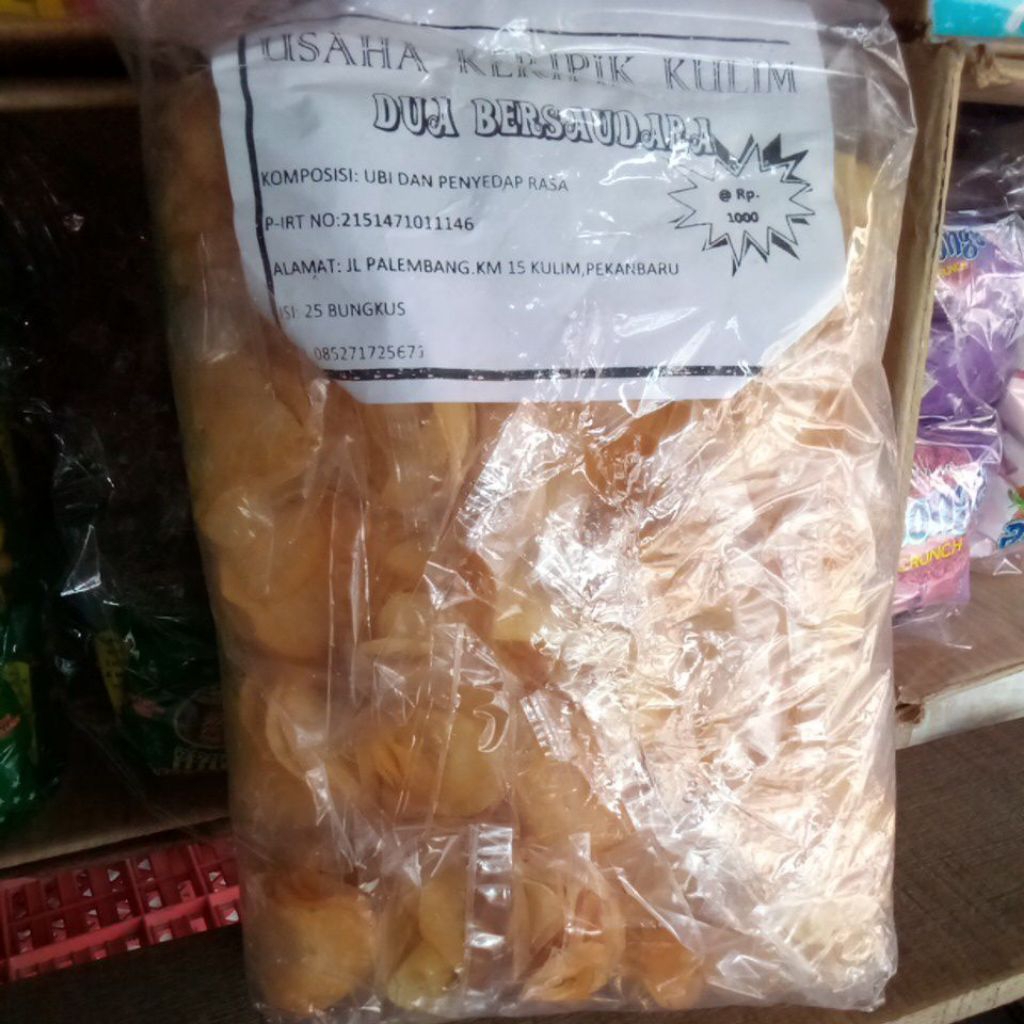 USAHA KERIPIK KULIM
DUA BERSAUDARA
KOMPOSISI: UBI DAN PENYEDAP RASA
@ Rp.
1000
P-IRT NO:2151471011146
ALAMAT: JL PALEMBANG.KM 15 KULIM,PEKANBARU
ISI: 25 BUNGKUS
CRUNCH